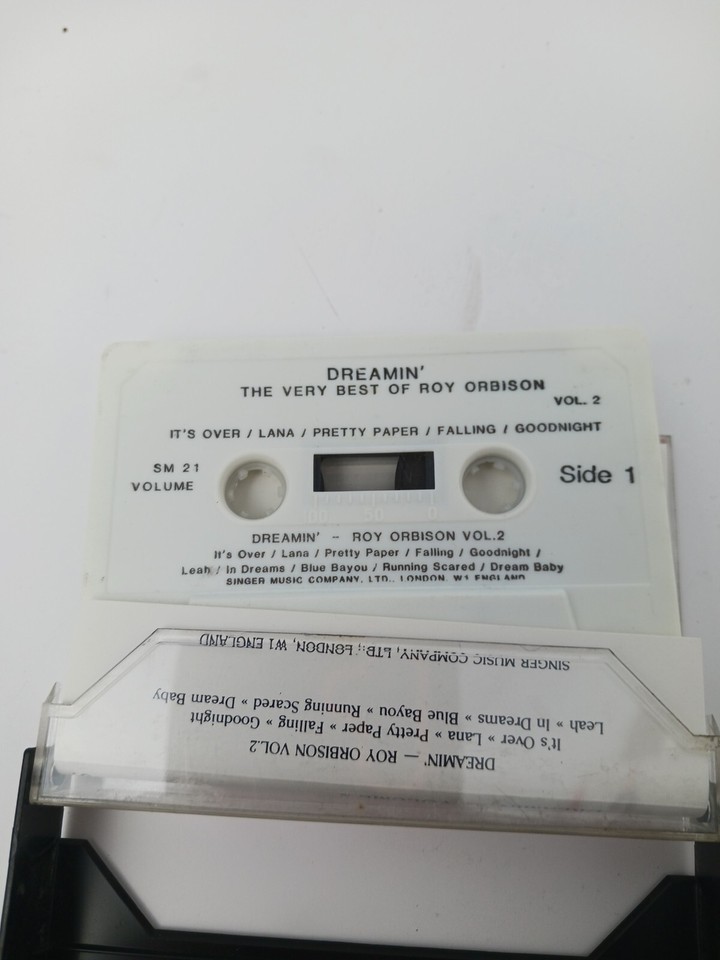 DREAMIN'
THE VERY BEST OF ROY ORBISON
VOL. 2
IT'S OVER / LANA / PRETTY PAPER / FALLING / GOODNIGHT
SM 21
VOLUME
Side 1
100 50 0
DREAMIN' - ROY ORBISON VOL.2
It's Over / Lana / Pretty Paper / Falling / Goodnight /
Leah / In Dreams / Blue Bayou / Running Scared / Dream Baby
SINGER MUSIC COMPANY, LTD., LONDON, W1 ENGLAND
DREAMIN' — ROY ORBISON VOL.2
It's Over » Lana » Pretty Paper » Falling » Goodnight
Leah » In Dreams » Blue Bayou » Running Scared » Dream Baby
SINGER MUSIC COMPANY, LTD., LONDON, W1 ENGLAND